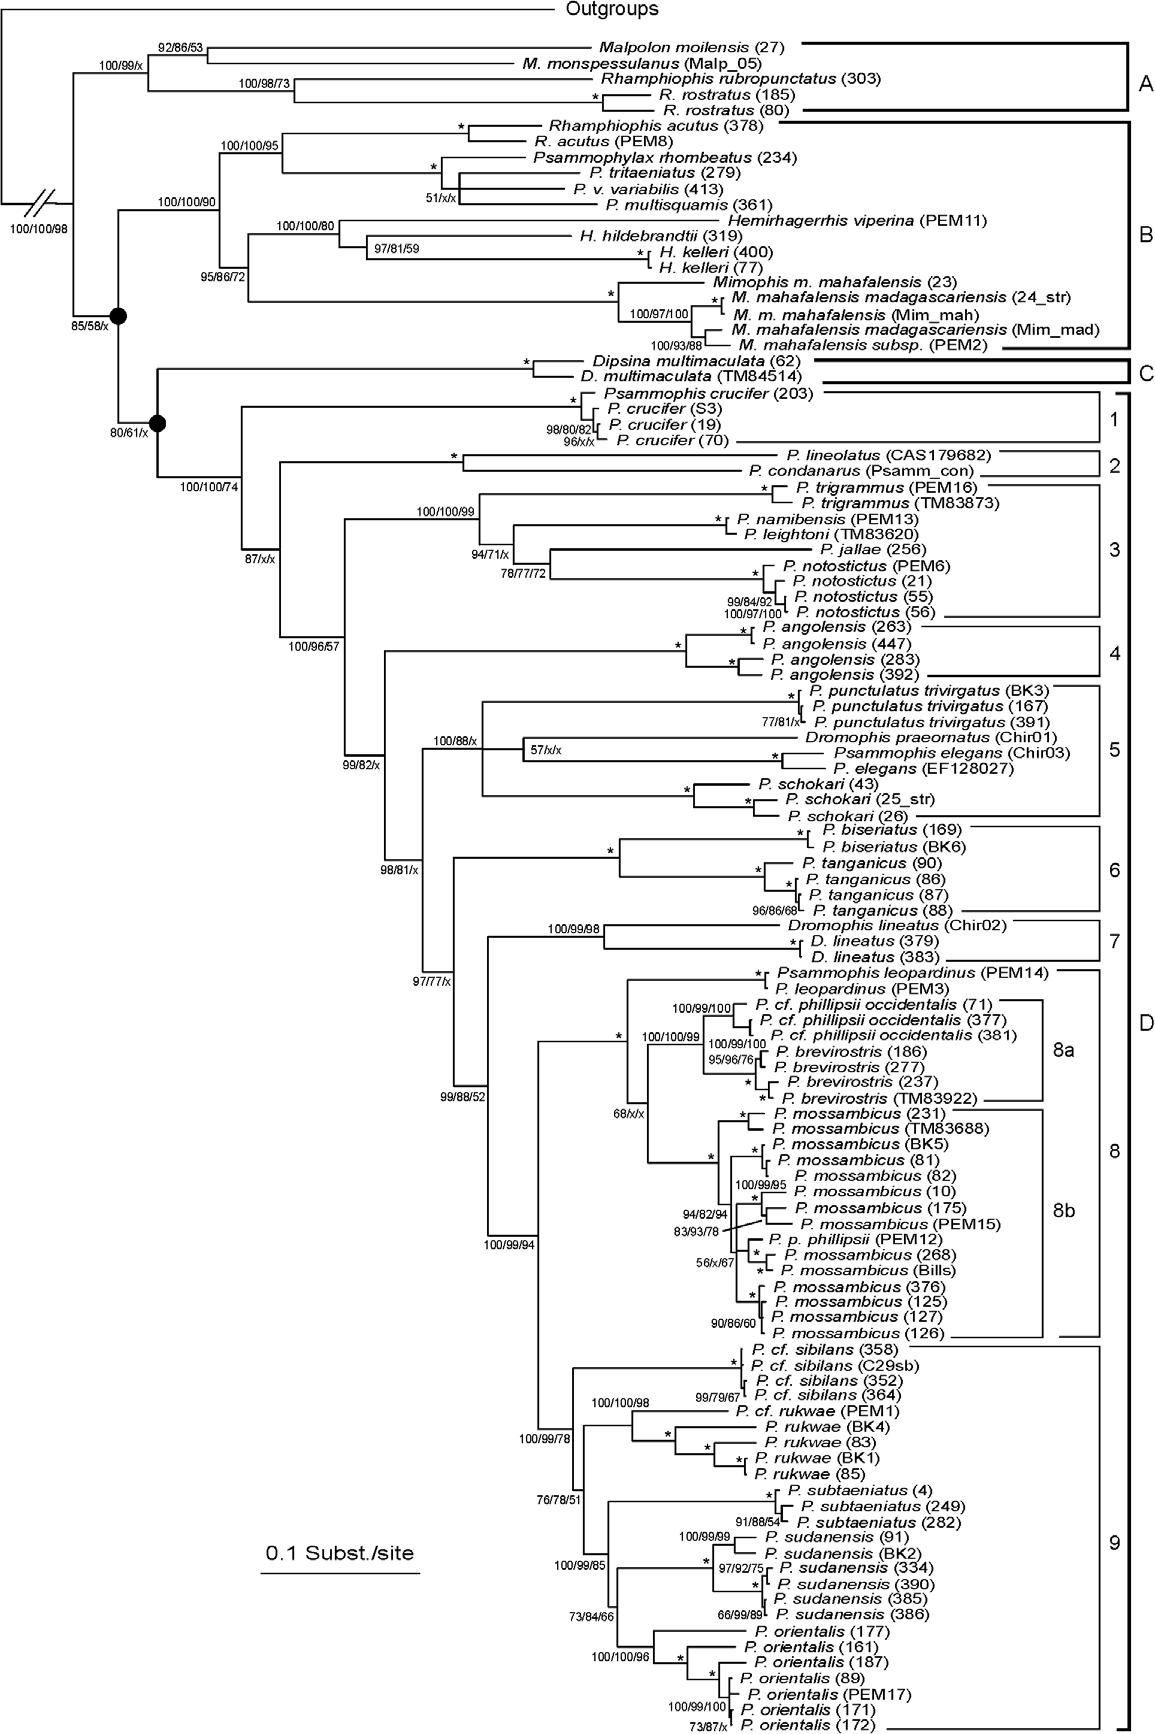 Outgroups
92/86/53
Malpolon moilensis (27)
100/99/x
M. monspessulanus (Malp_05)
100/98/73
Rhamphiophis rubropunctatus (303)
A
* R. rostratus (185)
R. rostratus (80)
* Rhamphiophis acutus (378)
100/100/95
R. acutus (PEM8)
Psammophylax rhombeatus (234)
* P. tritaeniatus (279)
P. v. variabilis (413)
51/x/x
100/100/90
P. multisquamis (361)
100/100/98
100/100/80
Hemirhagerrhis viperina (PEM11)
B
H. hildebrandtii (319)
97/81/59
* H. kelleri (400)
H. kelleri (77)
95/86/72
Mimophis m. mahafalensis (23)
* * M. mahafalensis madagascariensis (24_str)
100/97/100
M. m. mahafalensis (Mim_mah)
85/58/x
M. mahafalensis madagascariensis (Mim_mad)
100/93/88
M. mahafalensis subsp. (PEM2)
* Dipsina multimaculata (62)
C
D. multimaculata (TM84514)
* Psammophis crucifer (203)
P. crucifer (S3)
1
98/80/82
P. crucifer (19)
80/61/x
96/x/x
P. crucifer (70)
* P. lineolatus (CAS179682)
2
P. condanarus (Psamm_con)
100/100/74
* P. trigrammus (PEM16)
P. trigrammus (TM83873)
100/100/99
* P. namibensis (PEM13)
P. leightoni (TM83620)
94/71/x
P. jallae (256)
3
87/x/x
P. notostictus (PEM6)
78/77/72
* P. notostictus (21)
99/84/92
P. notostictus (55)
100/97/100
P. notostictus (56)
* P. angolensis (263)
100/96/57
* P. angolensis (447)
4
* P. angolensis (283)
P. angolensis (392)
* P. punctulatus trivirgatus (BK3)
P. punctulatus trivirgatus (167)
77/81/x
P. punctulatus trivirgatus (391)
100/88/x
Dromophis praeornatus (Chir01)
57/x/x
5
* Psammophis elegans (Chir03)
99/82/x
P. elegans (EF128027)
P. schokari (43)
* * P. schokari (25_str)
P. schokari (26)
* P. biseriatus (169)
* P. biseriatus (BK6)
98/81/x
* P. tanganicus (90)
6
* P. tanganicus (86)
P. tanganicus (87)
96/86/68
P. tanganicus (88)
100/99/98
Dromophis lineatus (Chir02)
* D. lineatus (379)
7
D. lineatus (383)
97/77/x
* Psammophis leopardinus (PEM14)
P. leopardinus (PEM3)
100/99/100
P. cf. phillipsii occidentalis (71)
P. cf. phillipsii occidentalis (377)
D
* 100/100/99
P. cf. phillipsii occidentalis (381)
100/99/100
P. brevirostris (186)
8a
95/96/76
P. brevirostris (277)
* P. brevirostris (237)
99/88/52
* P. brevirostris (TM83922)
68/x/x
* P. mossambicus (231)
P. mossambicus (TM83688)
P. mossambicus (BK5)
* * P. mossambicus (81)
8
P. mossambicus (82)
100/99/95
* P. mossambicus (10)
94/82/94
P. mossambicus (175)
8b
83/93/78
P. mossambicus (PEM15)
100/99/94
P. p. phillipsii (PEM12)
* P. mossambicus (268)
56/x/67
* P. mossambicus (Bills)
P. mossambicus (376)
* P. mossambicus (125)
P. mossambicus (127)
90/86/60
P. mossambicus (126)
P. cf. sibilans (358)
* P. cf. sibilans (C29sb)
P. cf. sibilans (352)
99/79/67
P. cf. sibilans (364)
100/100/98
P. cf. rukwae (PEM1)
* P. rukwae (BK4)
100/99/78
* P. rukwae (83)
* P. rukwae (BK1)
P. rukwae (85)
* P. subtaeniatus (4)
76/78/51
P. subtaeniatus (249)
91/88/54
P. subtaeniatus (282)
100/99/99
P. sudanensis (91)
9
0.1 Subst./site
P. sudanensis (BK2)
100/99/85
* 97/92/75
P. sudanensis (334)
* P. sudanensis (390)
P. sudanensis (385)
73/84/66
66/99/89
P. sudanensis (386)
P. orientalis (177)
P. orientalis (161)
100/100/96
* P. orientalis (187)
* P. orientalis (89)
P. orientalis (PEM17)
100/99/100
P. orientalis (171)
73/87/x
P. orientalis (172)